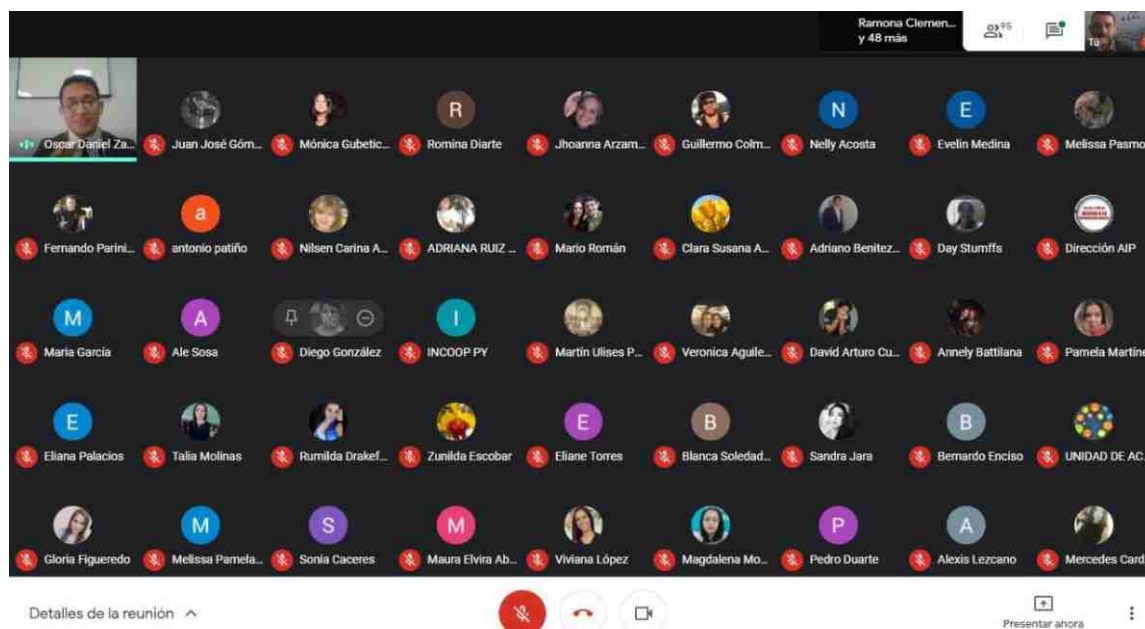 Ramona Clemen...
y 48 más
95
Tú
Oscar Daniel Za...
Juan José Góm...
Mónica Gubetic...
R
Romina Diarte
Jhoanna Arzam...
Guillermo Colm...
N
Nelly Acosta
E
Evelin Medina
Melissa Pasmo
Fernando Parini...
a
antonio patiño
Nilsen Carina A...
ADRIANA RUIZ ...
Mario Román
Clara Susana A...
Adriano Benitez...
Day Stumffs
Dirección AIP
M
Maria García
A
Ale Sosa
Diego González
I
INCOOP PY
Martín Ulises P...
Veronica Aguile...
David Arturo Cu...
Annely Battilana
Pamela Martíne
E
Eliana Palacios
Talia Molinas
Rumilda Drakef...
Zunilda Escobar
E
Eliane Torres
B
Blanca Soledad...
Sandra Jara
B
Bernardo Enciso
UNIDAD DE AC.
Gloria Figueredo
M
Melissa Pamela...
S
Sonia Caceres
M
Maura Elvira Ab...
Viviana López
Magdalena Mo...
P
Pedro Duarte
A
Alexis Lezcano
Mercedes Card
Detalles de la reunión
Presentar ahora